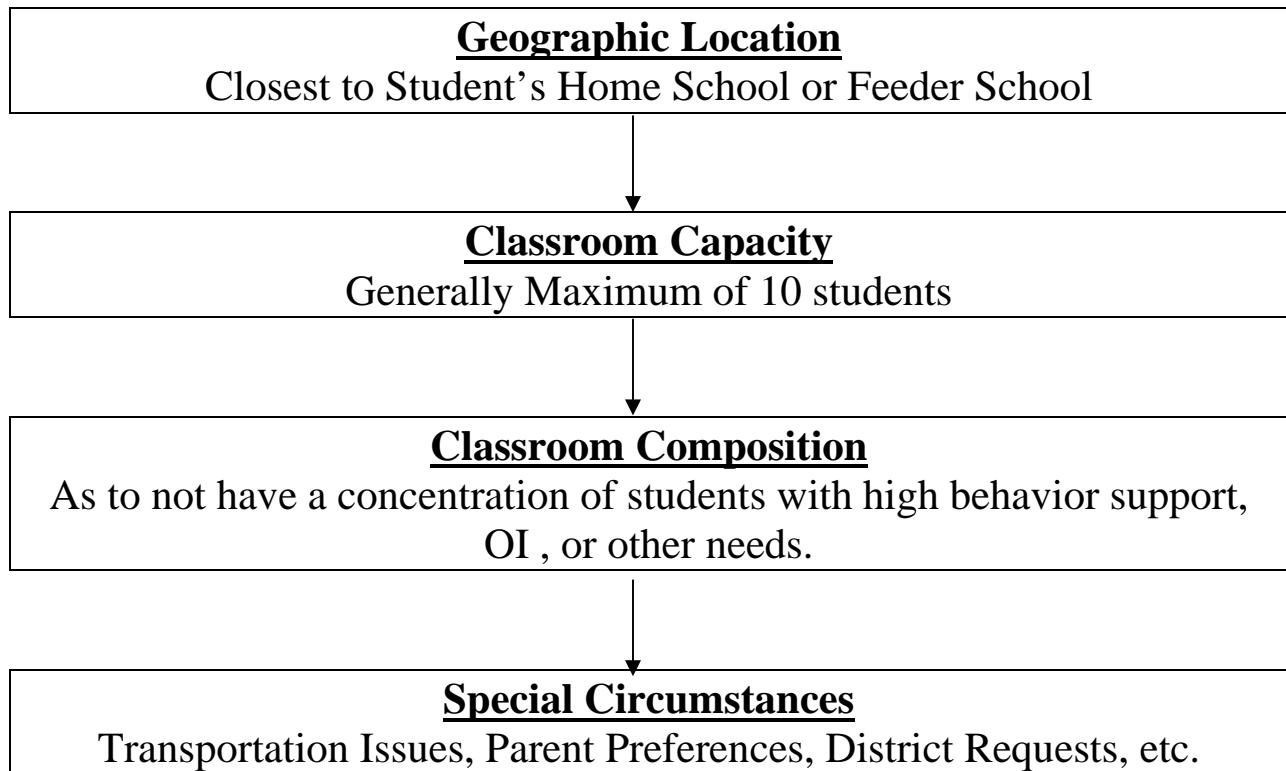 Geographic Location
Closest to Student’s Home School or Feeder School
Classroom Capacity
Generally Maximum of 10 students
Classroom Composition
As to not have a concentration of students with high behavior support,
OI , or other needs.
Special Circumstances
Transportation Issues, Parent Preferences, District Requests, etc.